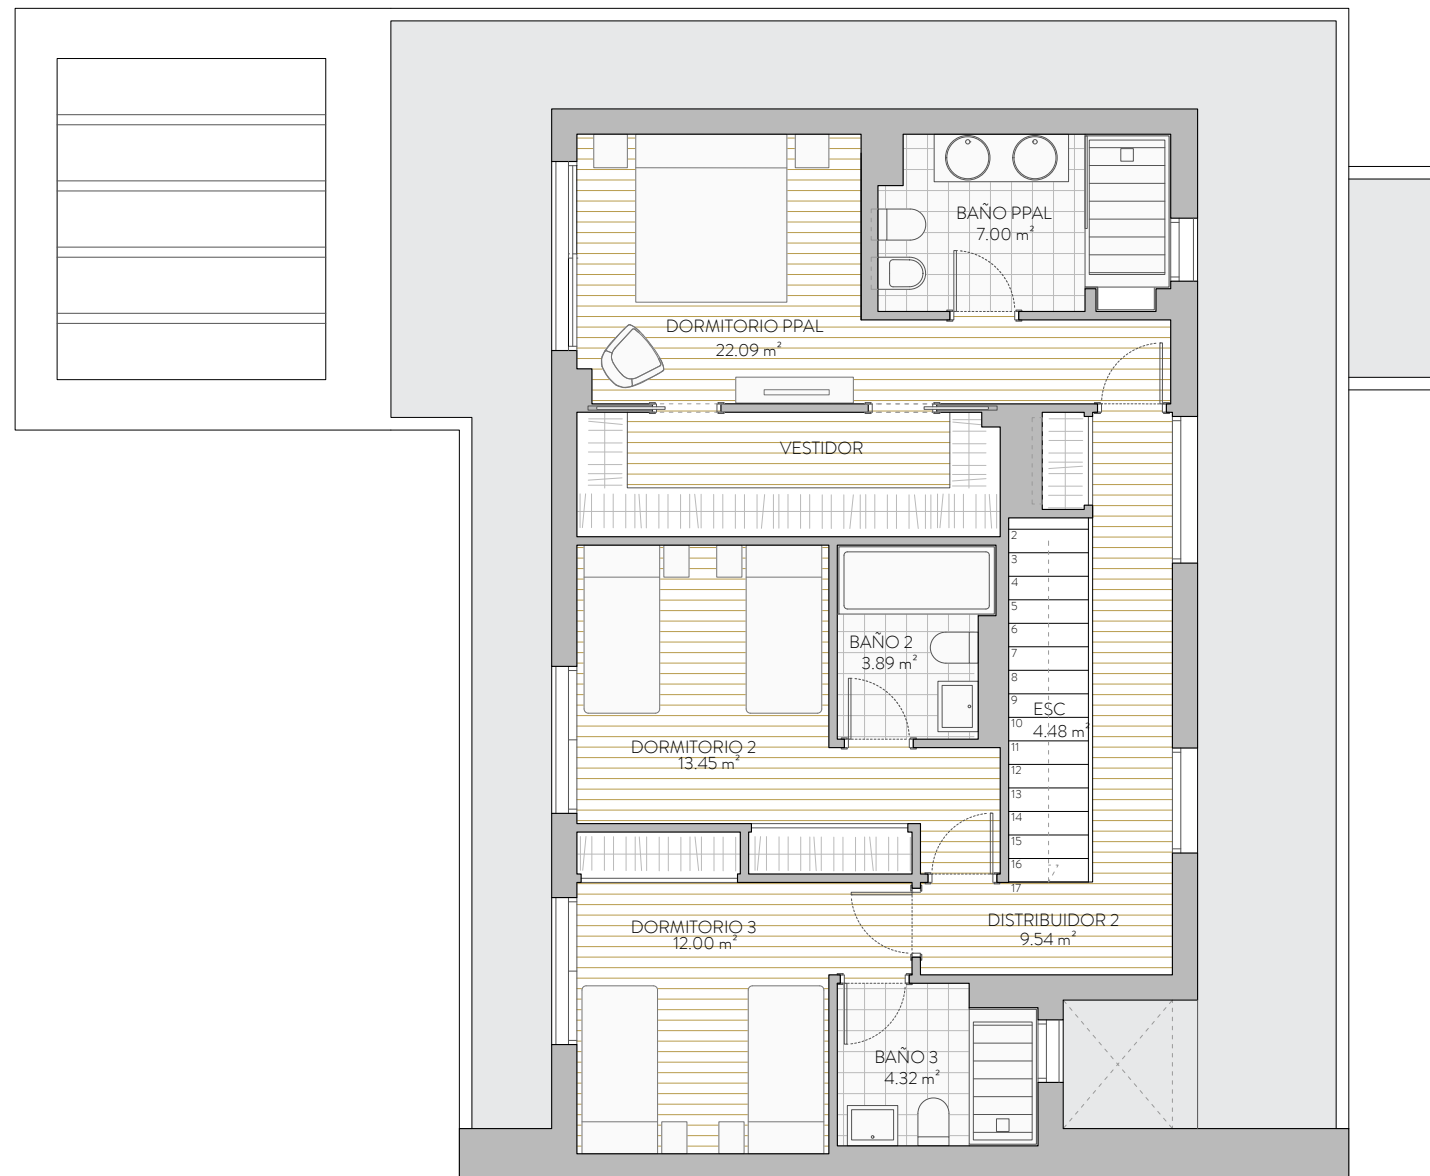 BAÑO PPAL
7.00 m²
DORMITORIO PPAL
22.09 m²
VESTIDOR
2
3
4
5
6
7
8
9
10
11
12
13
14
15
16
17
BAÑO 2
3.89 m²
ESC
4.48 m²
DORMITORIO 2
13.45 m²
DORMITORIO 3
12.00 m²
DISTRIBUIDOR 2
9.54 m²
BAÑO 3
4.32 m²